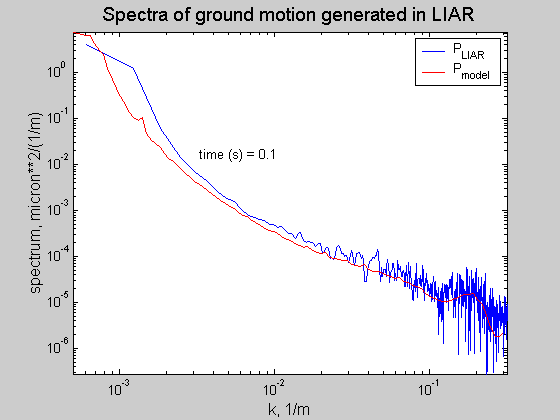 Spectra of ground motion generated in LIAR
P_LIAR
P_model
time (s) = 0.1
spectrum, micron**2/(1/m)
10^0
10^-1
10^-2
10^-3
10^-4
10^-5
10^-6
10^-3
10^-2
10^-1
k, 1/m